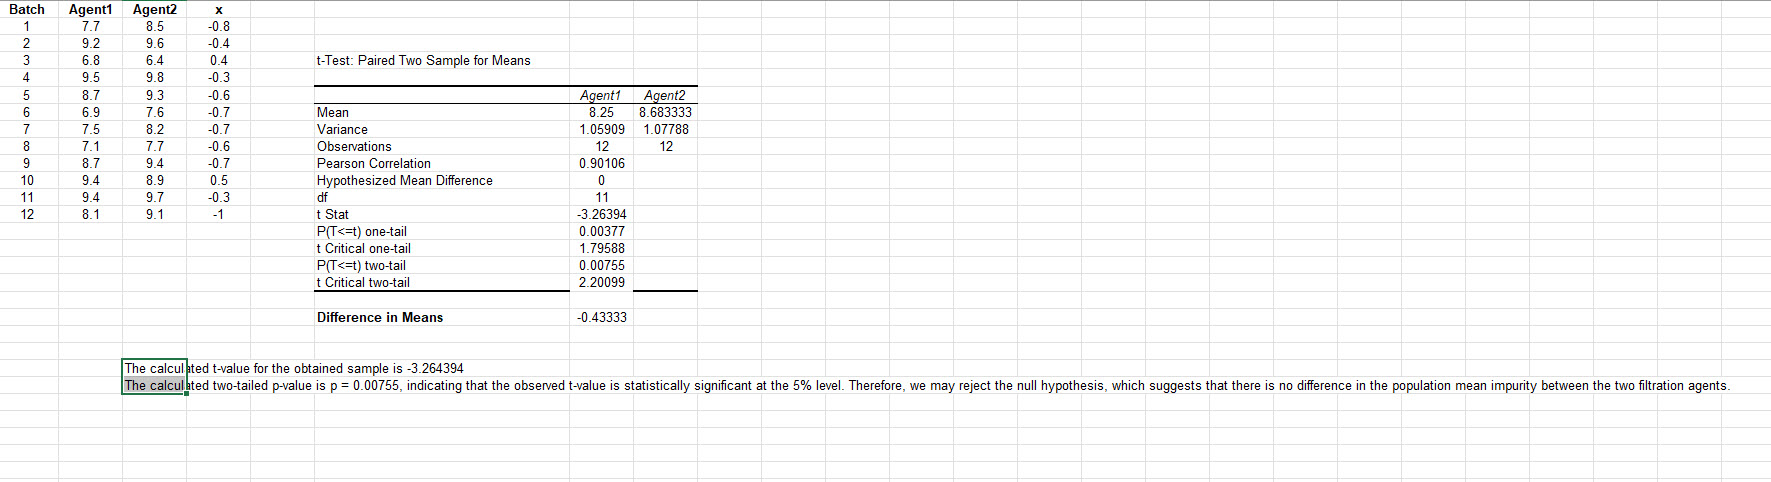 Batch Agent1 Agent2 x
1 7.7 8.5 -0.8
2 9.2 9.6 -0.4
3 6.8 6.4 0.4 t-Test: Paired Two Sample for Means
4 9.5 9.8 -0.3
5 8.7 9.3 -0.6 Agent1 Agent2
6 6.9 7.6 -0.7 Mean 8.25 8.683333
7 7.5 8.2 -0.7 Variance 1.05909 1.07788
8 7.1 7.7 -0.6 Observations 12 12
9 8.7 9.4 -0.7 Pearson Correlation 0.90106
10 9.4 8.9 0.5 Hypothesized Mean Difference 0
11 9.4 9.7 -0.3 df 11
12 8.1 9.1 -1 t Stat -3.26394
P(T<=t) one-tail 0.00377
t Critical one-tail 1.79588
P(T<=t) two-tail 0.00755
t Critical two-tail 2.20099
Difference in Means -0.43333
The calculated t-value for the obtained sample is -3.264394
The calculated two-tailed p-value is p = 0.00755, indicating that the observed t-value is statistically significant at the 5% level. Therefore, we may reject the null hypothesis, which suggests that there is no difference in the population mean impurity between the two filtration agents.